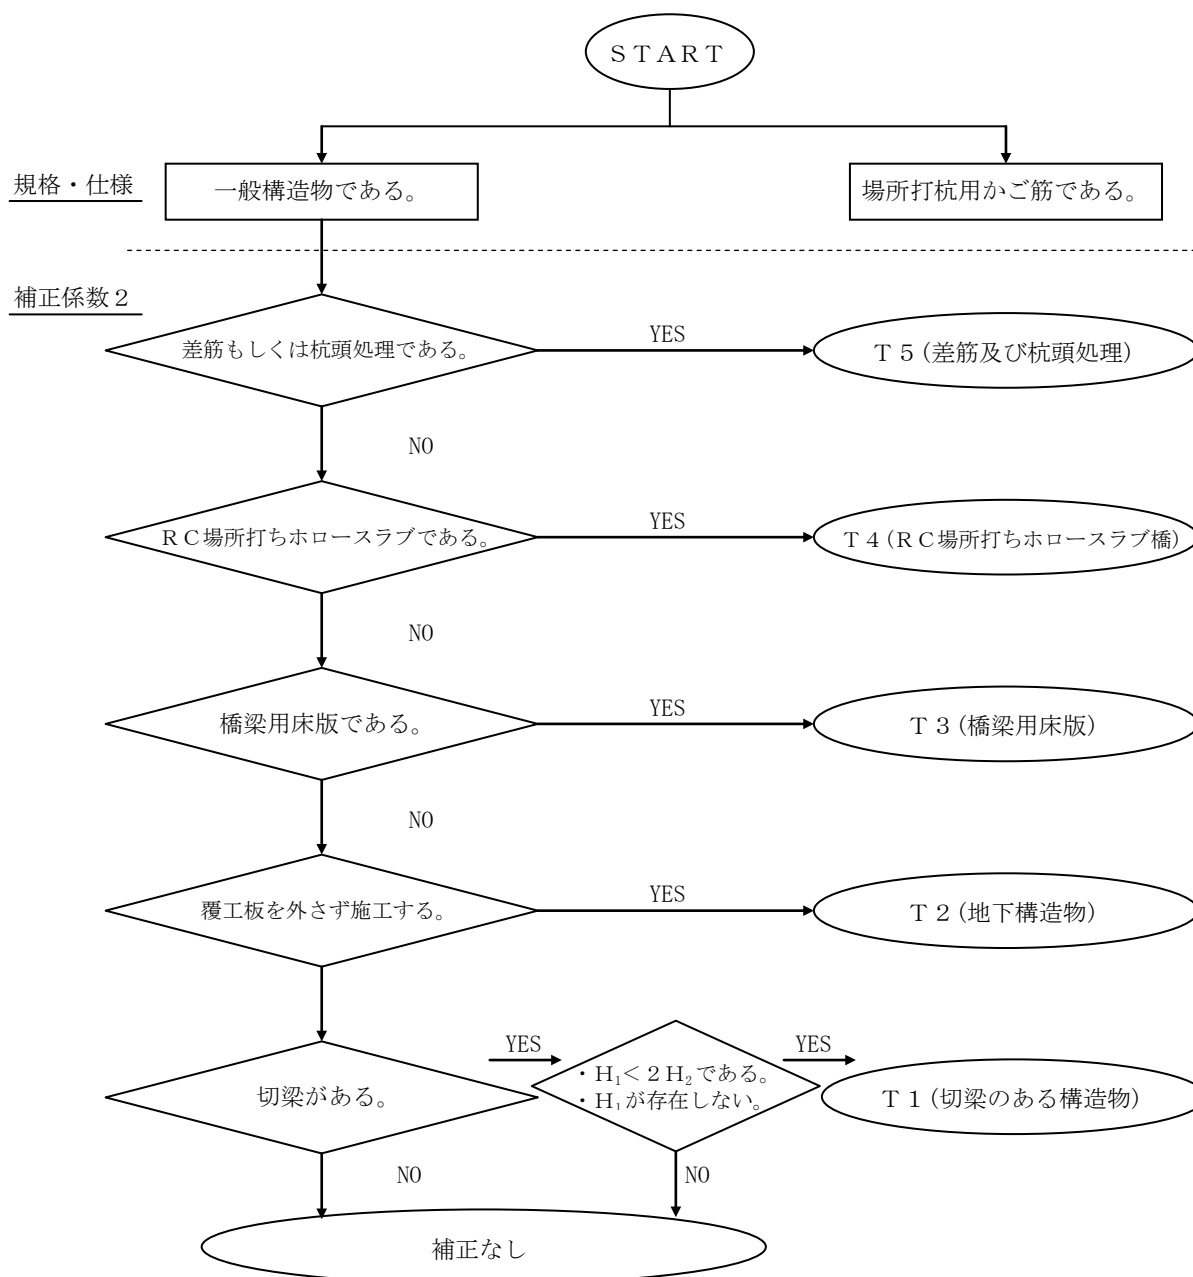 ＳＴＡＲＴ
規格・仕様
一般構造物である。
場所打杭用かご筋である。
補正係数２
差筋もしくは杭頭処理である。
YES
Ｔ５(差筋及び杭頭処理)
NO
ＲＣ場所打ちホロースラブである。
YES
Ｔ４(ＲＣ場所打ちホロースラブ橋)
NO
橋梁用床版である。
YES
Ｔ３(橋梁用床版)
NO
覆工板を外さず施工する。
YES
Ｔ２(地下構造物)
切梁がある。
YES
・H₁<２H₂である。
・H₁が存在しない。
YES
Ｔ１(切梁のある構造物)
NO
NO
補正なし